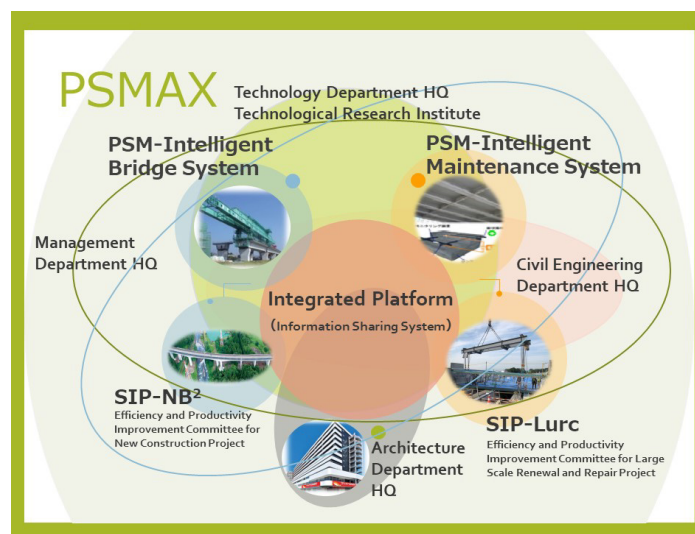 PSMAX
Technology Department HQ
Technological Research Institute
PSM-Intelligent
Bridge System
PSM-Intelligent
Maintenance System
Management
Department HQ
Civil Engineering
Department HQ
Integrated Platform
(Information Sharing System)
SIP-NB²
Efficiency and Productivity
Improvement Committee for
New Construction Project
SIP-Lurc
Efficiency and Productivity
Improvement Committee for Large
Scale Renewal and Repair Project
Architecture
Department
HQ